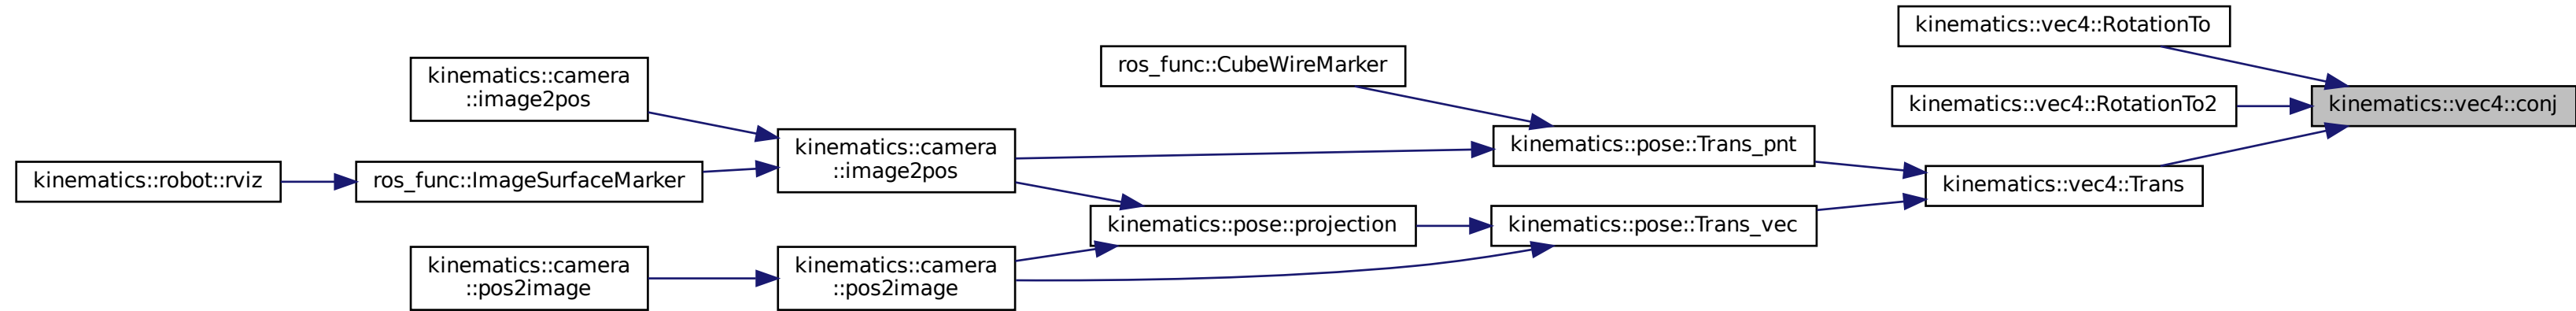 kinematics::vec4::RotationTo
ros_func::CubeWireMarker
kinematics::camera
::image2pos
kinematics::vec4::RotationTo2
kinematics::vec4::conj
kinematics::camera
::image2pos
kinematics::pose::Trans_pnt
kinematics::robot::rviz
ros_func::ImageSurfaceMarker
kinematics::vec4::Trans
kinematics::pose::projection
kinematics::pose::Trans_vec
kinematics::camera
::pos2image
kinematics::camera
::pos2image